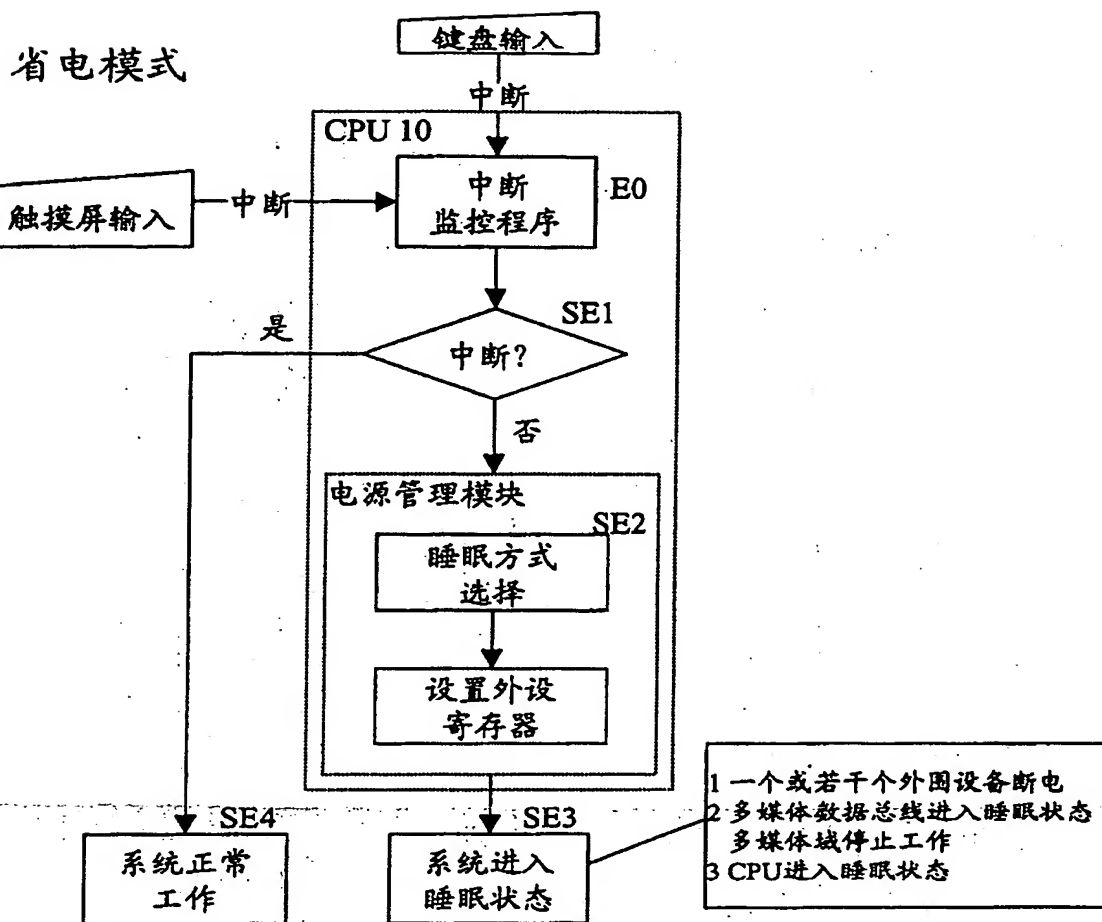 键盘输入
省电模式
中断
CPU 10
中断
监控程序
E0
触摸屏输入
中断
SE1
是
中断?
否
电源管理模块
SE2
睡眠方式
选择
设置外设
寄存器
1 一个或若干个外围设备断电
2 多媒体数据总线进入睡眠状态
多媒体域停止工作
3 CPU进入睡眠状态
SE4
系统正常
工作
SE3
系统进入
睡眠状态